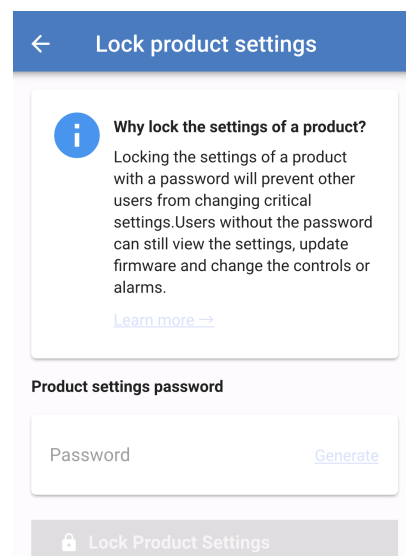 Lock product settings
Why lock the settings of a product?
Locking the settings of a product
with a password will prevent other
users from changing critical
settings.Users without the password
can still view the settings, update
firmware and change the controls or
alarms.
Learn more →
Product settings password
Password Generate
Lock Product Settings